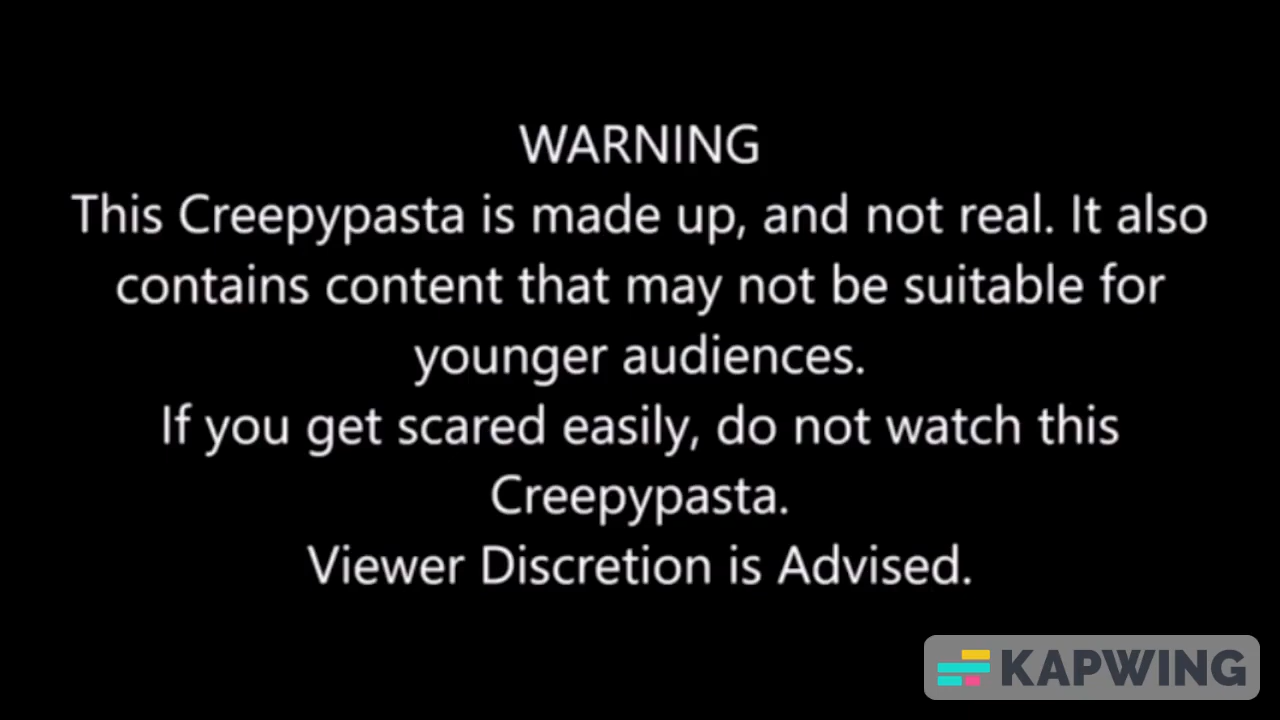 WARNING
This Creepypasta is made up, and not real. It also
contains content that may not be suitable for
younger audiences.
If you get scared easily, do not watch this
Creepypasta.
Viewer Discretion is Advised.
KAPWING